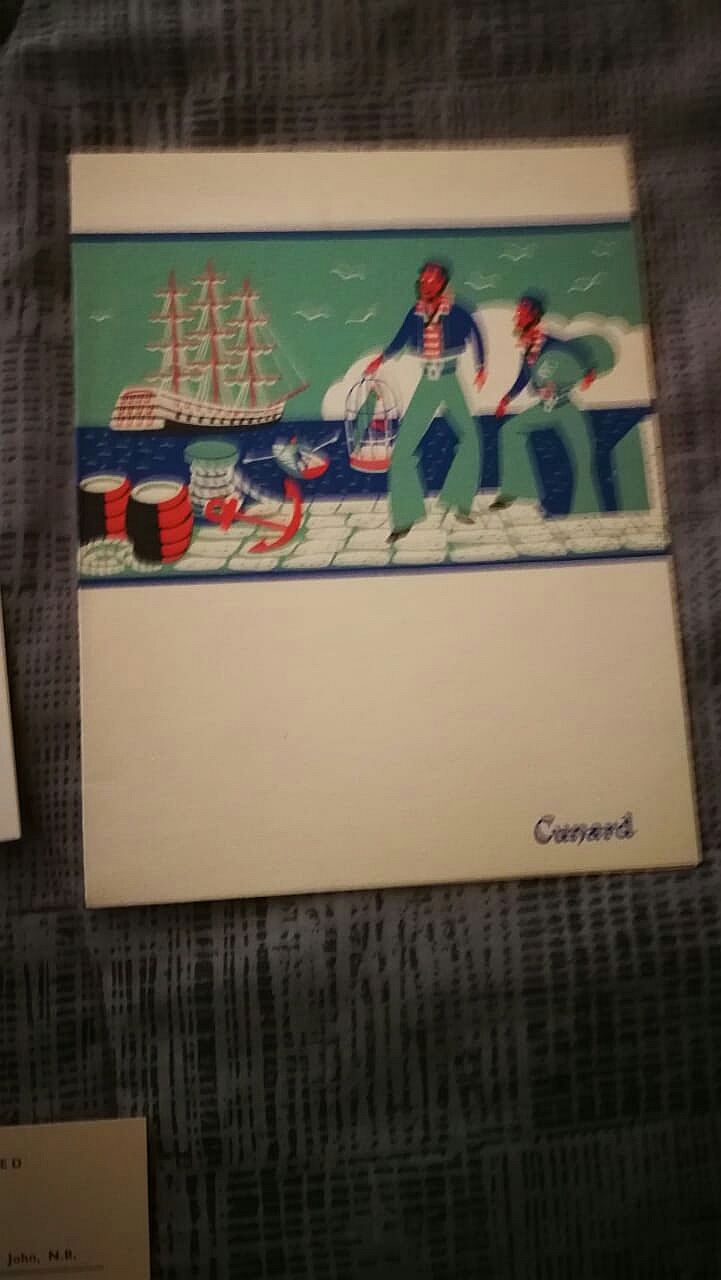 Cunard
ED
John, N.B.